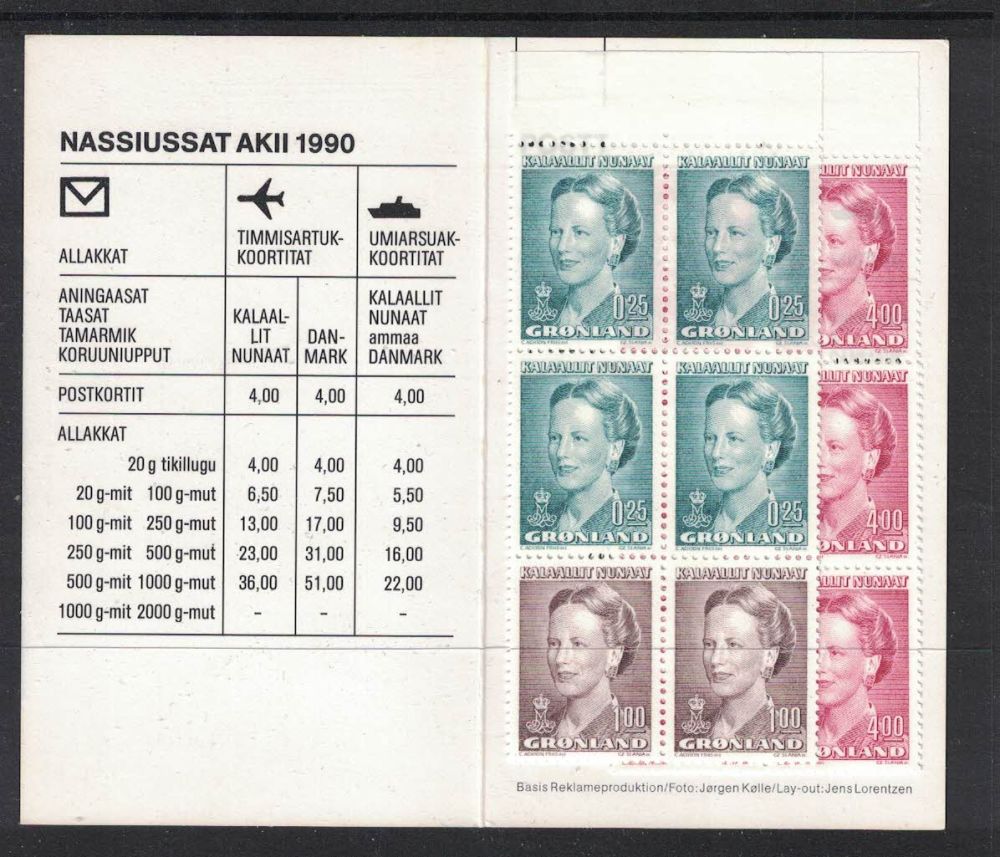 NASSIUSSAT AKII 1990
ALLAKKAT
TIMMISARTUK-
KOORTITAT
UMIARSUAK-
KOORTITAT
ANINGAASAT
TAASAT
TAMARMIK
KORUUNIUPPUT
KALAAL-
LIT
NUNAAT
DAN-
MARK
KALAALLIT
NUNAAT
ammaa
DANMARK
POSTKORTIT 4,00 4,00 4,00
ALLAKKAT
20 g tikillugu 4,00 4,00 4,00
20 g-mit 100 g-mut 6,50 7,50 5,50
100 g-mit 250 g-mut 13,00 17,00 9,50
250 g-mit 500 g-mut 23,00 31,00 16,00
500 g-mit 1000 g-mut 36,00 51,00 22,00
1000 g-mit 2000 g-mut – – –
KALAALLIT NUNAAT KALAALLIT NUNAAT LLIT NUNAAT
0.25 0.25 4.00
GRØNLAND GRØNLAND LAND
KALAALLIT NUNAAT KALAALLIT NUNAAT LLIT NUNAAT
0.25 0.25 4.00
GRØNLAND GRØNLAND LAND
KALAALLIT NUNAAT KALAALLIT NUNAAT LLIT NUNAAT
1.00 1.00 4.00
GRØNLAND GRØNLAND LAND
Basis Reklameproduktion/Foto: Jørgen Kølle/Lay-out: Jens Lorentzen